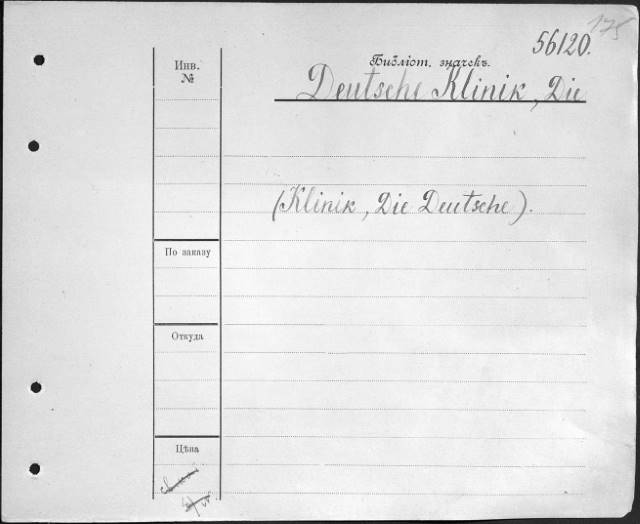 175
56120.
Библіот. значекъ.
Инв.
№
Deutsche Klinik, Die
(Klinik, Die Deutsche).
По заказу
Откуда
Цѣна